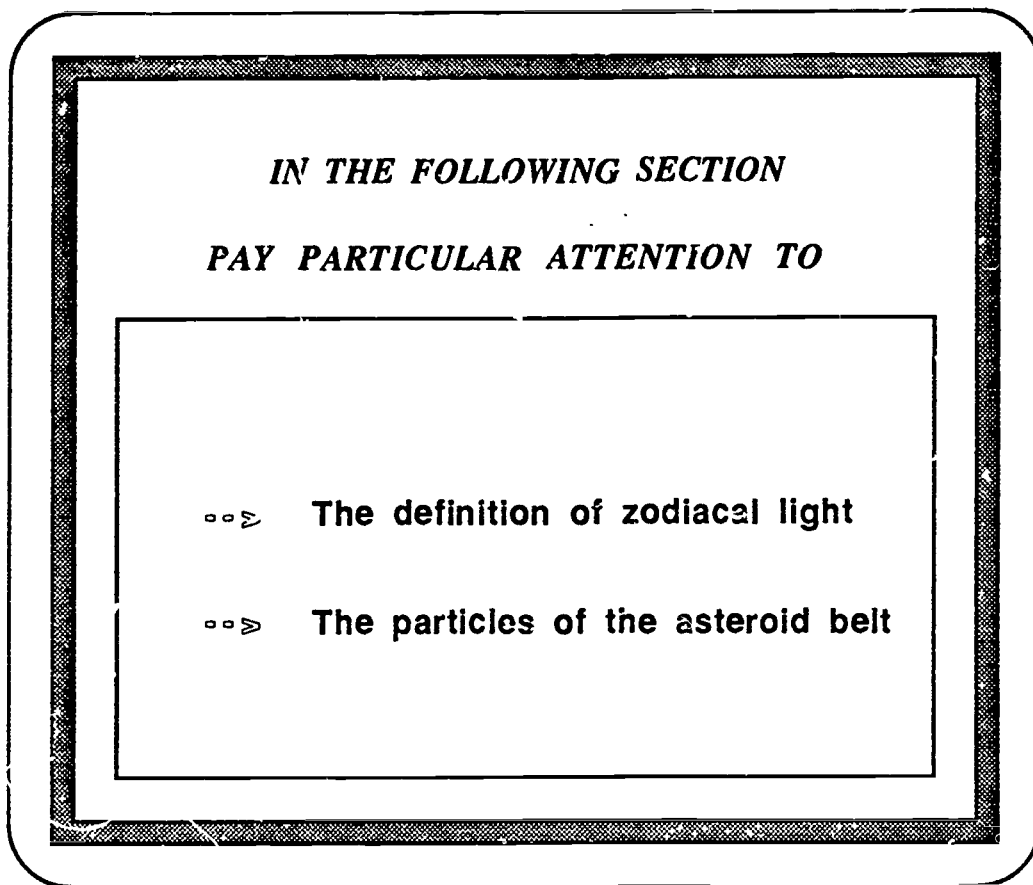 IN THE FOLLOWING SECTION
PAY PARTICULAR ATTENTION TO
The definition of zodiacal light
The particles of the asteroid belt